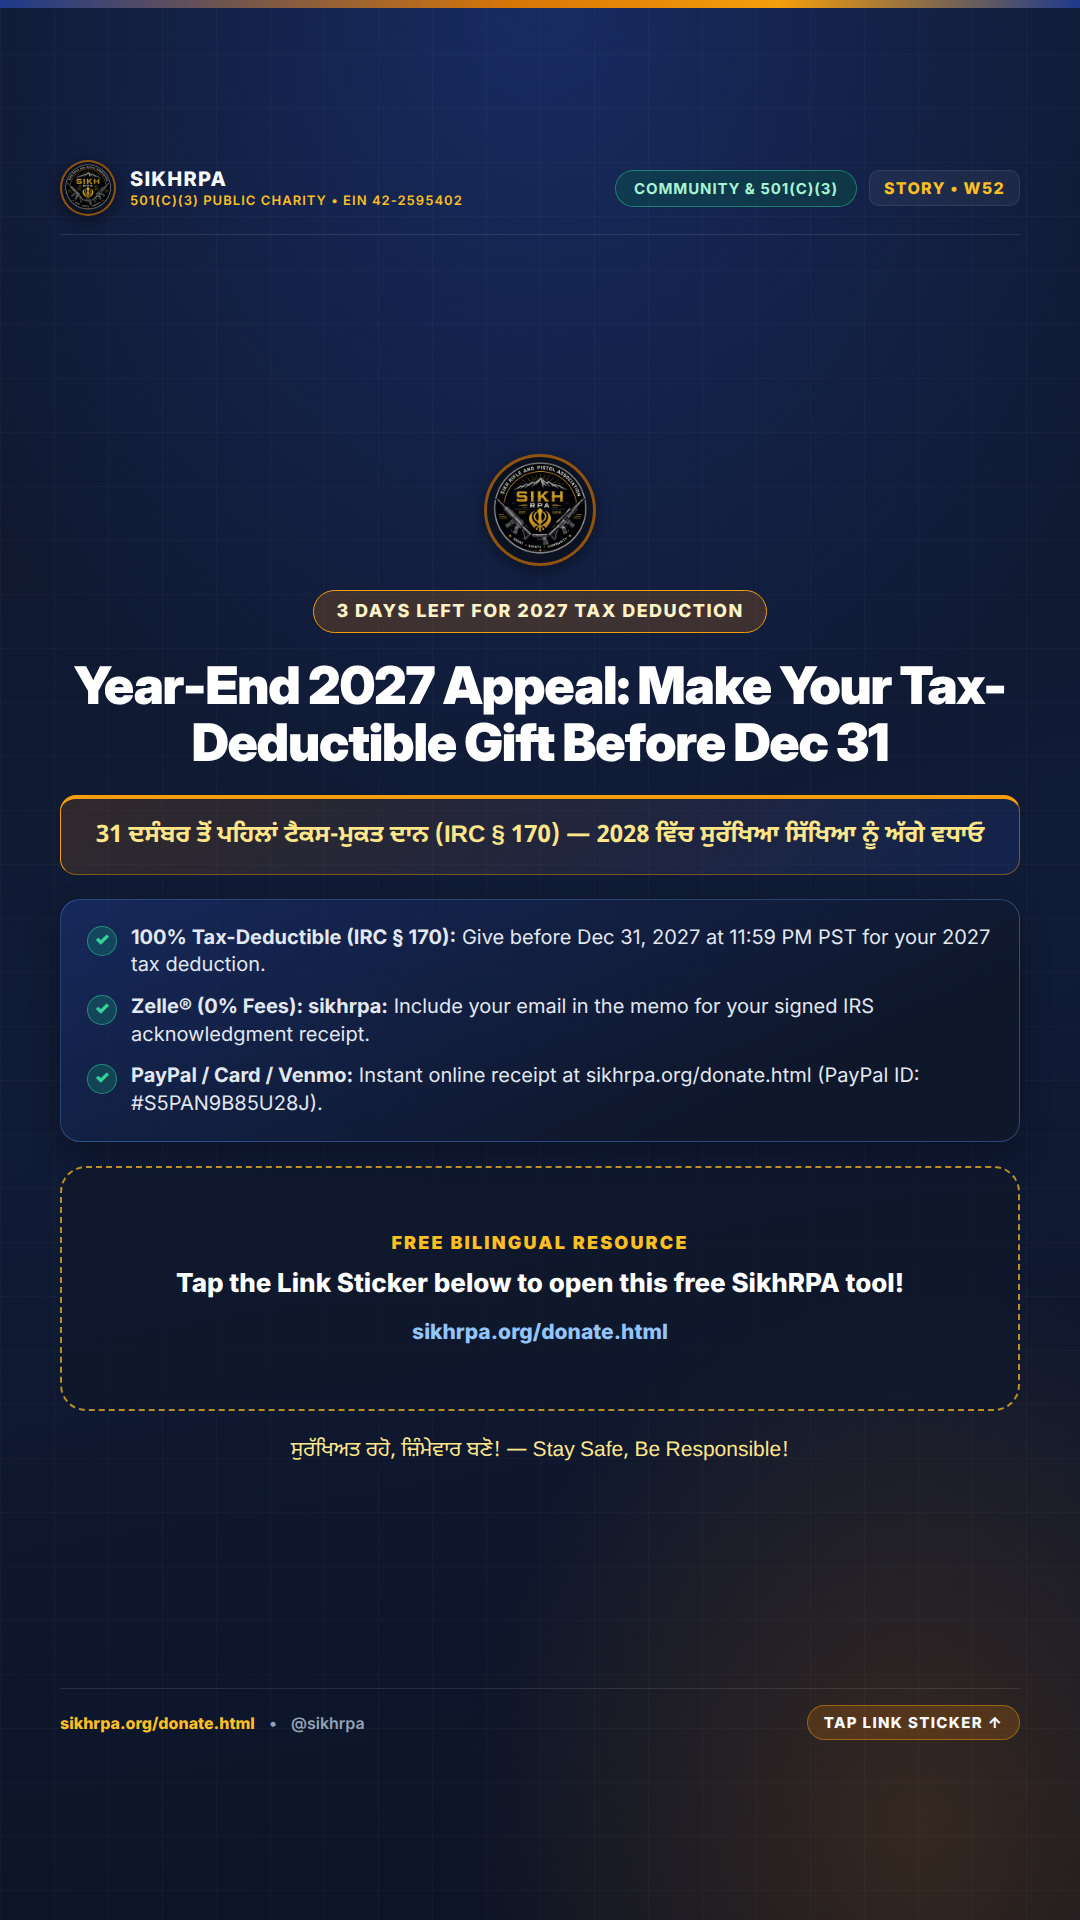 SIKHRPA
501(C)(3) PUBLIC CHARITY • EIN 42-2595402
COMMUNITY & 501(C)(3)
STORY • W52
SIKH RIFLE AND PISTOL ASSOCIATION
SIKH
RPA
3 DAYS LEFT FOR 2027 TAX DEDUCTION
Year-End 2027 Appeal: Make Your Tax-
Deductible Gift Before Dec 31
31 ਦਸੰਬਰ ਤੋਂ ਪਹਿਲਾਂ ਟੈਕਸ-ਮੁਕਤ ਦਾਨ (IRC § 170) — 2028 ਵਿੱਚ ਸੁਰੱਖਿਆ ਸਿੱਖਿਆ ਨੂੰ ਅੱਗੇ ਵਧਾਓ
100% Tax-Deductible (IRC § 170): Give before Dec 31, 2027 at 11:59 PM PST for your 2027
tax deduction.
Zelle® (0% Fees): sikhrpa: Include your email in the memo for your signed IRS
acknowledgment receipt.
PayPal / Card / Venmo: Instant online receipt at sikhrpa.org/donate.html (PayPal ID:
#S5PAN9B85U28J).
FREE BILINGUAL RESOURCE
Tap the Link Sticker below to open this free SikhRPA tool!
sikhrpa.org/donate.html
ਸੁਰੱਖਿਅਤ ਰਹੋ, ਜ਼ਿੰਮੇਵਾਰ ਬਣੋ! — Stay Safe, Be Responsible!
sikhrpa.org/donate.html • @sikhrpa
TAP LINK STICKER ↑